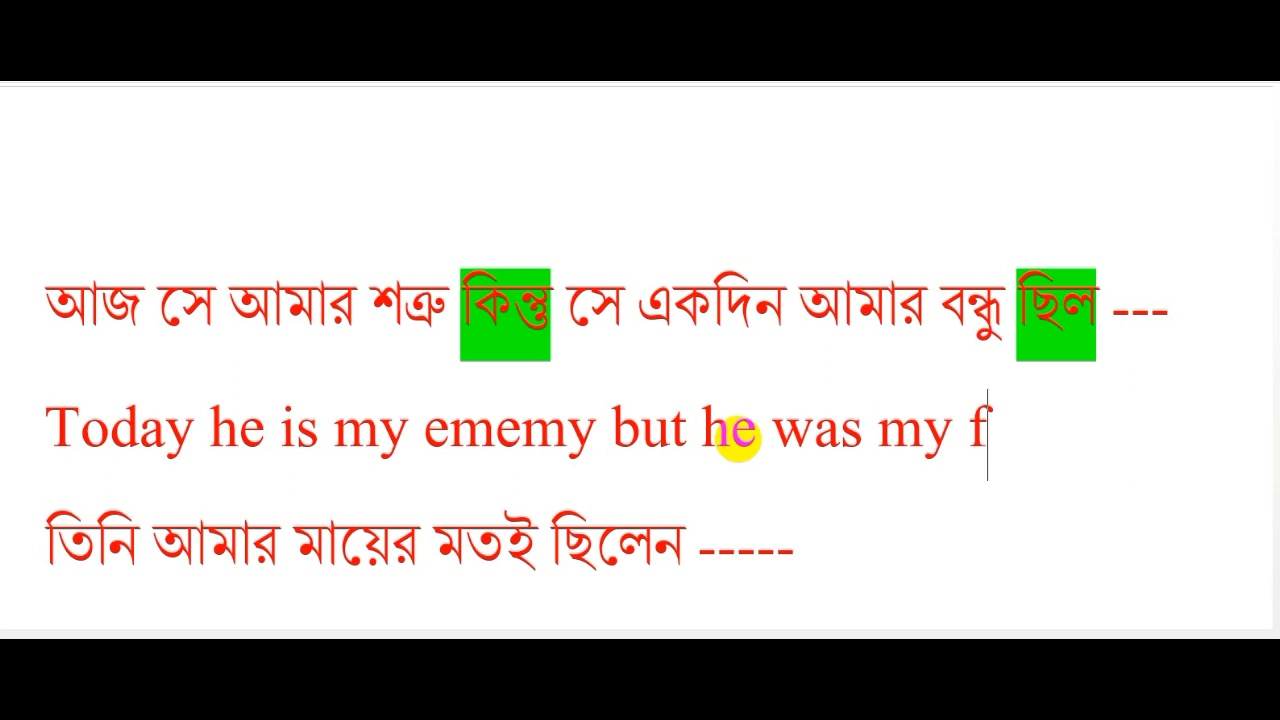 আজ সে আমার শত্রু কিন্তু সে একদিন আমার বন্ধু ছিল ---
Today he is my ememy but he was my f
তিনি আমার মায়ের মতই ছিলেন -----